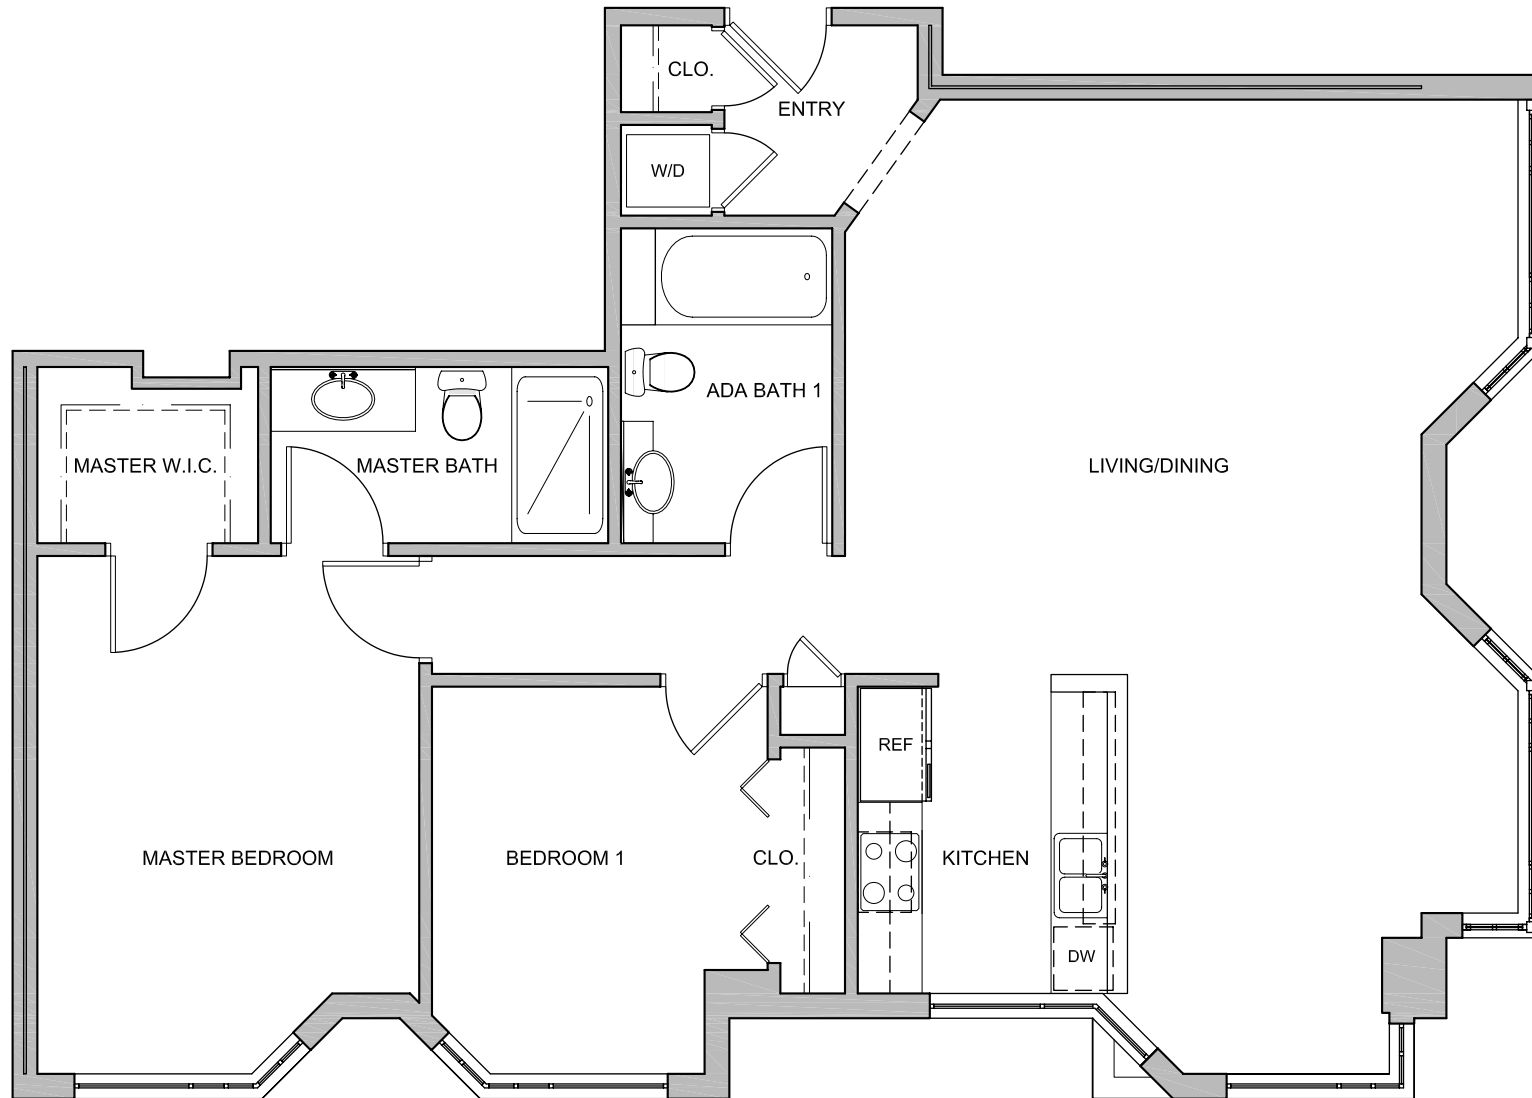 CLO.
ENTRY
W/D
ADA BATH 1
MASTER W.I.C.
MASTER BATH
LIVING/DINING
REF
MASTER BEDROOM
BEDROOM 1
CLO.
KITCHEN
DW